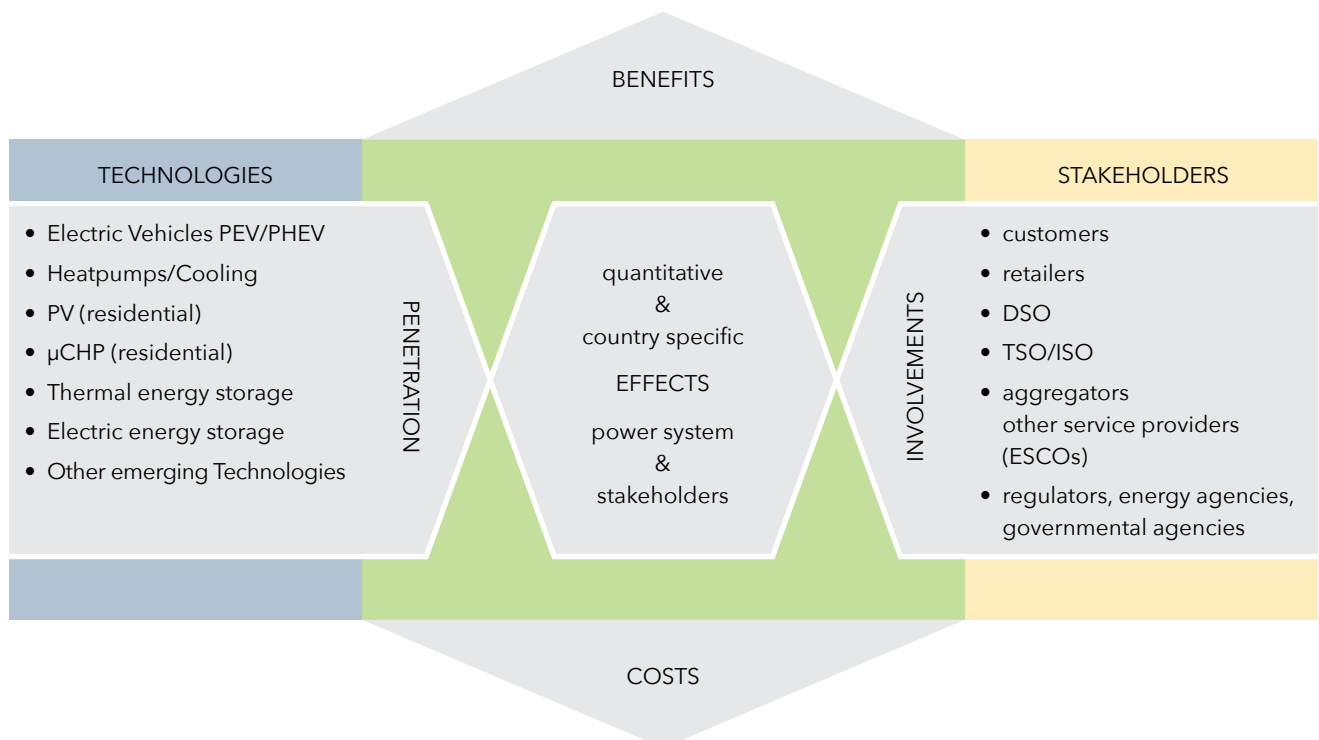 BENEFITS
TECHNOLOGIES
• Electric Vehicles PEV/PHEV
• Heatpumps/Cooling
• PV (residential)
• µCHP (residential)
• Thermal energy storage
• Electric energy storage
• Other emerging Technologies
PENETRATION
quantitative
&
country specific
EFFECTS
power system
&
stakeholders
INVOLVEMENTS
STAKEHOLDERS
• customers
• retailers
• DSO
• TSO/ISO
• aggregators
other service providers
(ESCOs)
• regulators, energy agencies,
governmental agencies
COSTS